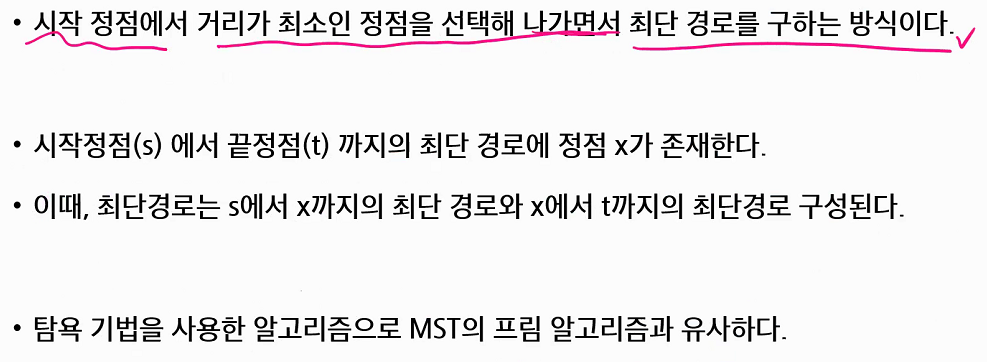 • 시작 정점에서 거리가 최소인 정점을 선택해 나가면서 최단 경로를 구하는 방식이다.
• 시작정점(s) 에서 끝정점(t) 까지의 최단 경로에 정점 x가 존재한다.
• 이때, 최단경로는 s에서 x까지의 최단 경로와 x에서 t까지의 최단경로 구성된다.
• 탐욕 기법을 사용한 알고리즘으로 MST의 프림 알고리즘과 유사하다.